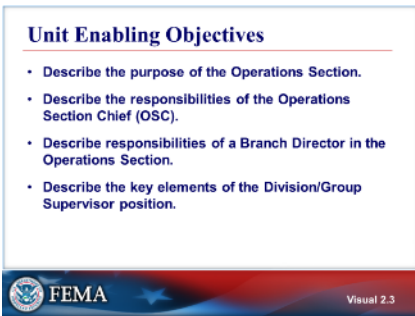 Unit Enabling Objectives
• Describe the purpose of the Operations Section.
• Describe the responsibilities of the Operations
Section Chief (OSC).
• Describe responsibilities of a Branch Director in the
Operations Section.
• Describe the key elements of the Division/Group
Supervisor position.
FEMA
Visual 2.3